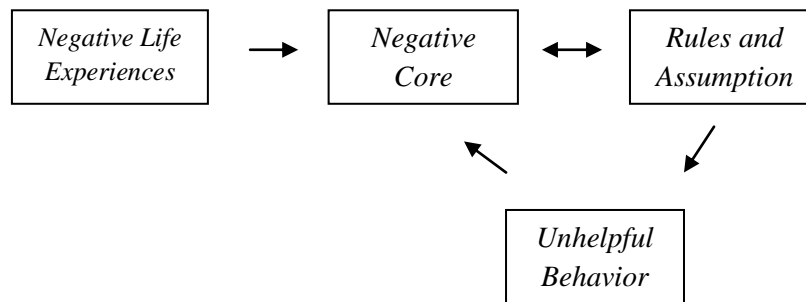 Negative Life
Experiences
Negative
Core
Rules and
Assumption
Unhelpful
Behavior